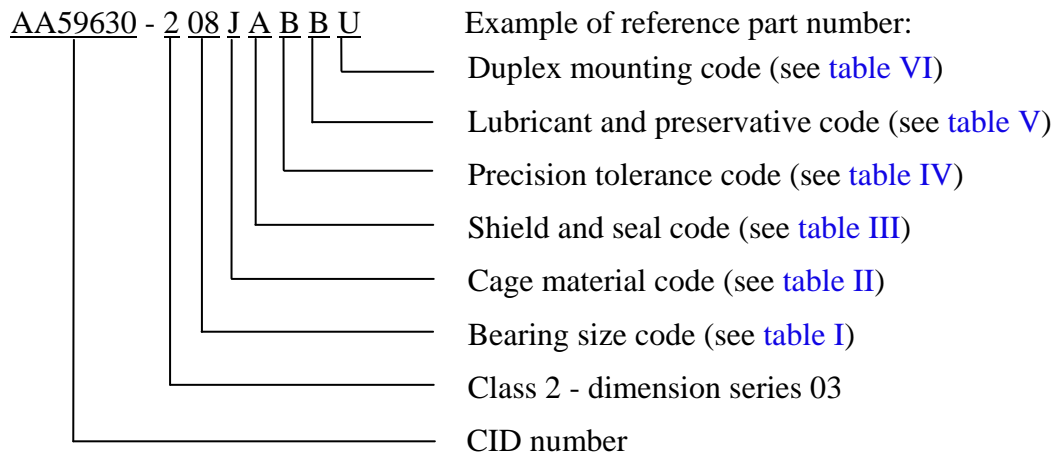 AA59630 - 2 08 J A B B U Example of reference part number:
Duplex mounting code (see table VI)
Lubricant and preservative code (see table V)
Precision tolerance code (see table IV)
Shield and seal code (see table III)
Cage material code (see table II)
Bearing size code (see table I)
Class 2 - dimension series 03
CID number